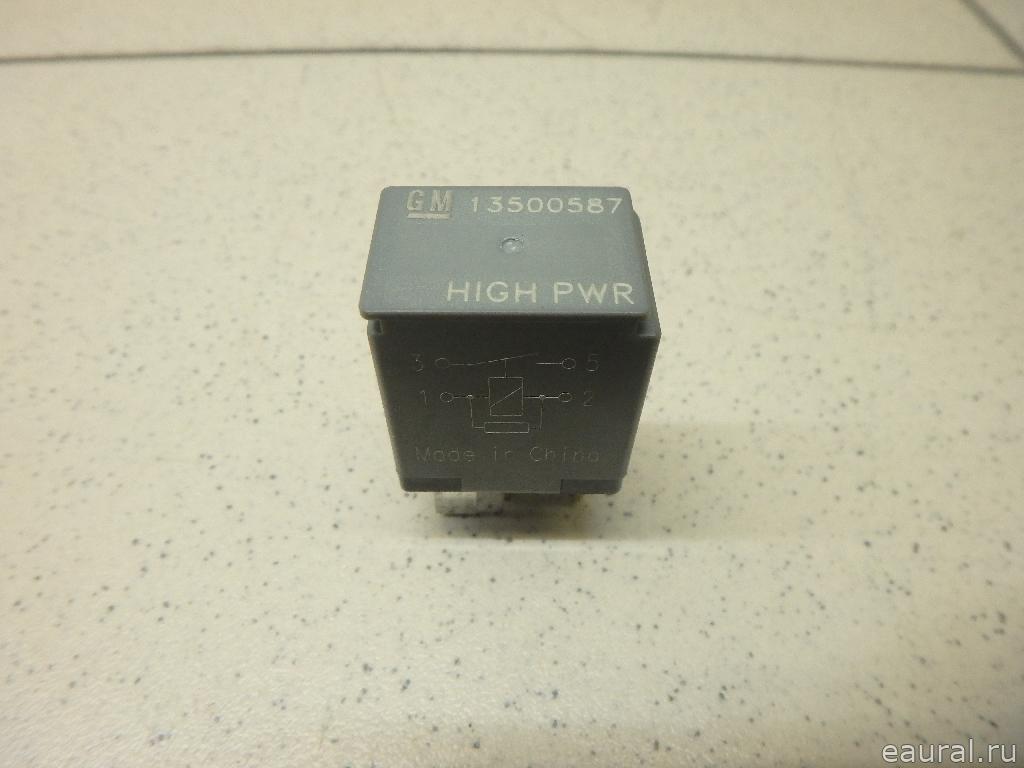 GM 13500587
HIGH PWR
3 5
1 2
Made in China
eaural.ru